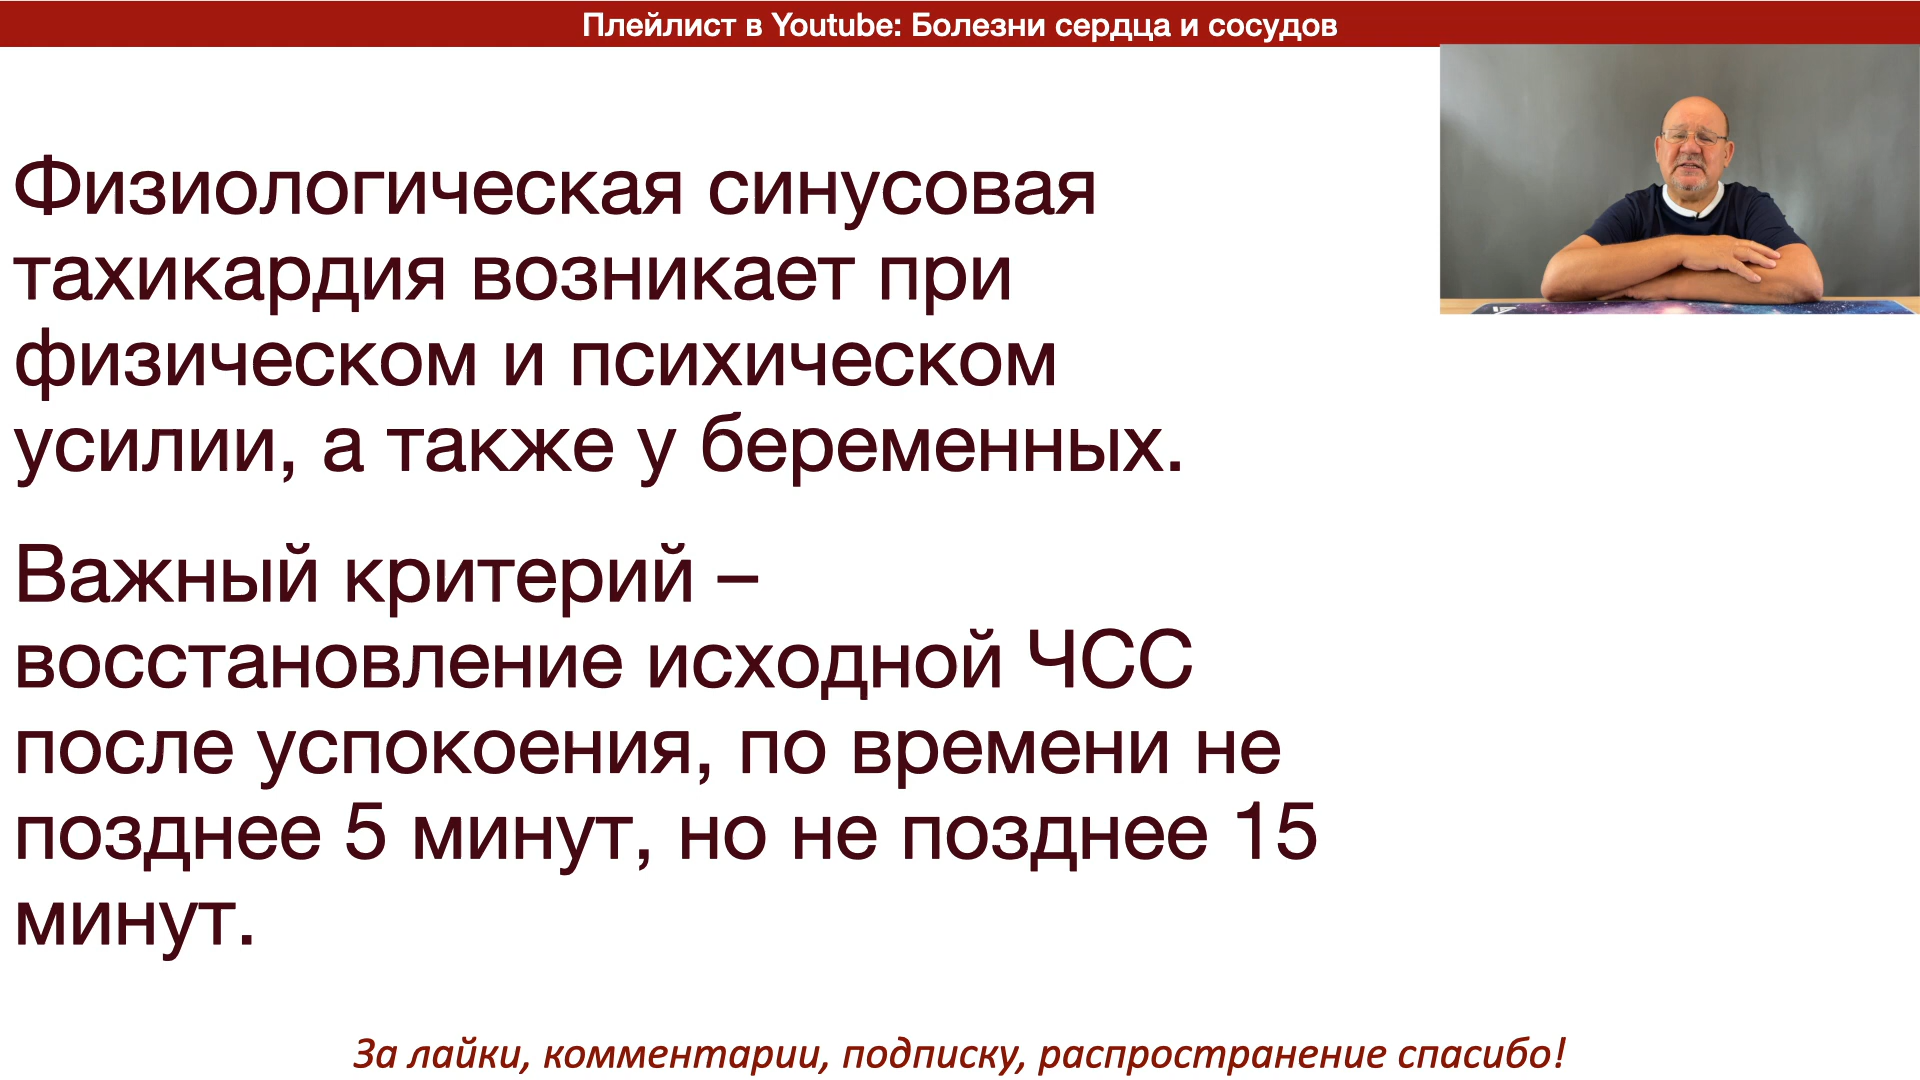 Плейлист в Youtube: Болезни сердца и сосудов
Физиологическая синусовая
тахикардия возникает при
физическом и психическом
усилии, а также у беременных.
Важный критерий –
восстановление исходной ЧСС
после успокоения, по времени не
позднее 5 минут, но не позднее 15
минут.
За лайки, комментарии, подписку, распространение спасибо!